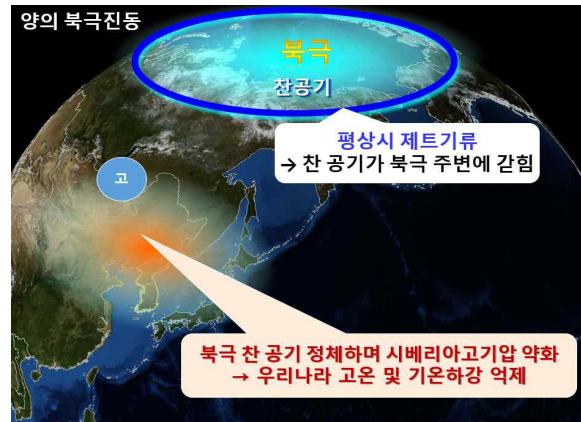 양의 북극진동
북극
찬공기
평상시 제트기류
→ 찬 공기가 북극 주변에 갇힘
고
북극 찬 공기 정체하며 시베리아고기압 약화
→ 우리나라 고온 및 기온하강 억제